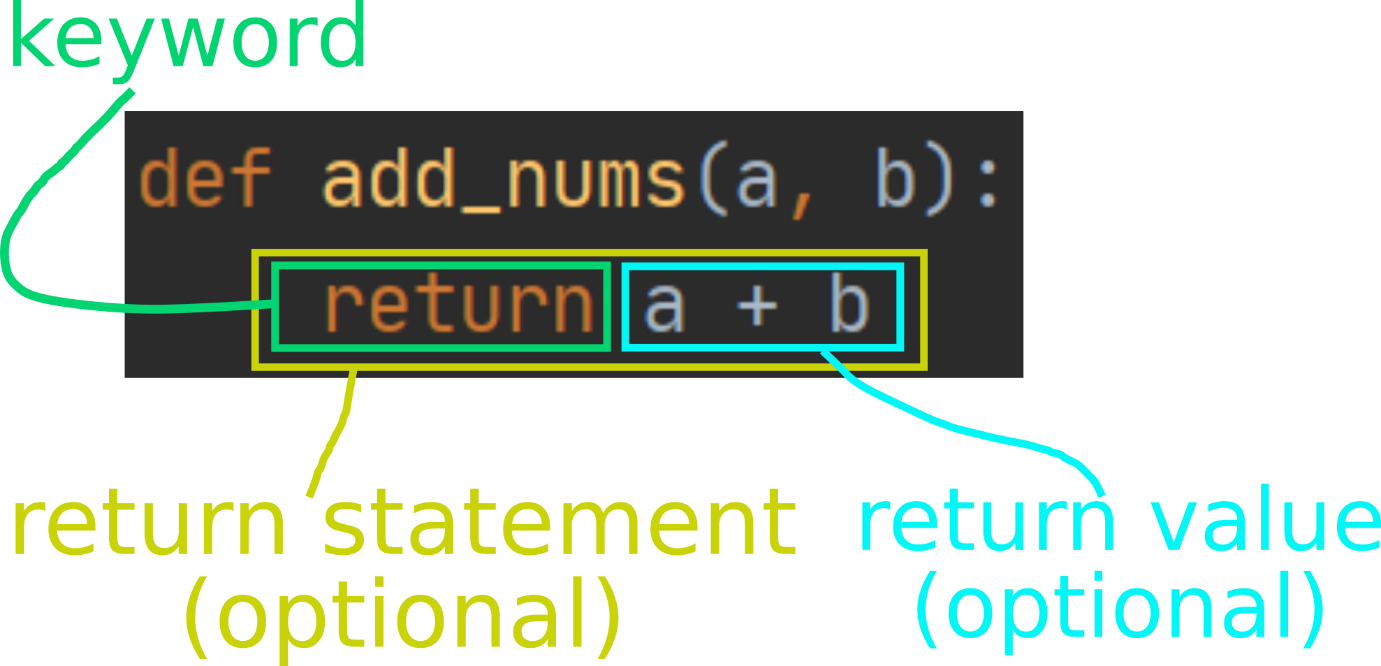 keyword
def add_nums(a, b):
return a + b
return statement
(optional)
return value
(optional)